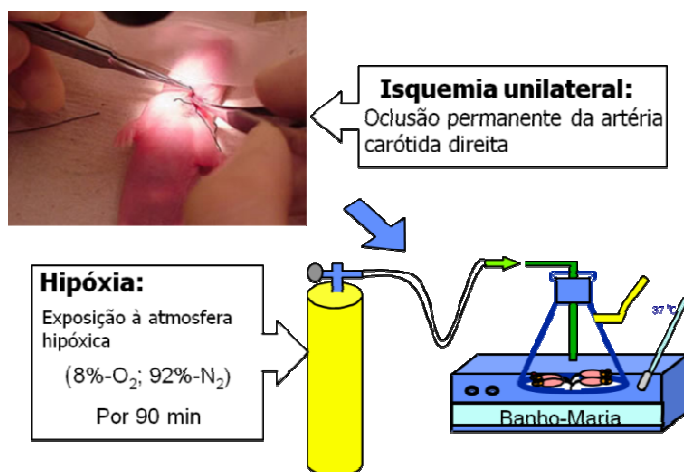 Isquemia unilateral:
Oclusão permanente da artéria
carótida direita
Hipóxia:
Exposição à atmosfera
hipóxica
(8%-O₂; 92%-N₂)
Por 90 min
37 ºC
Banho-Maria